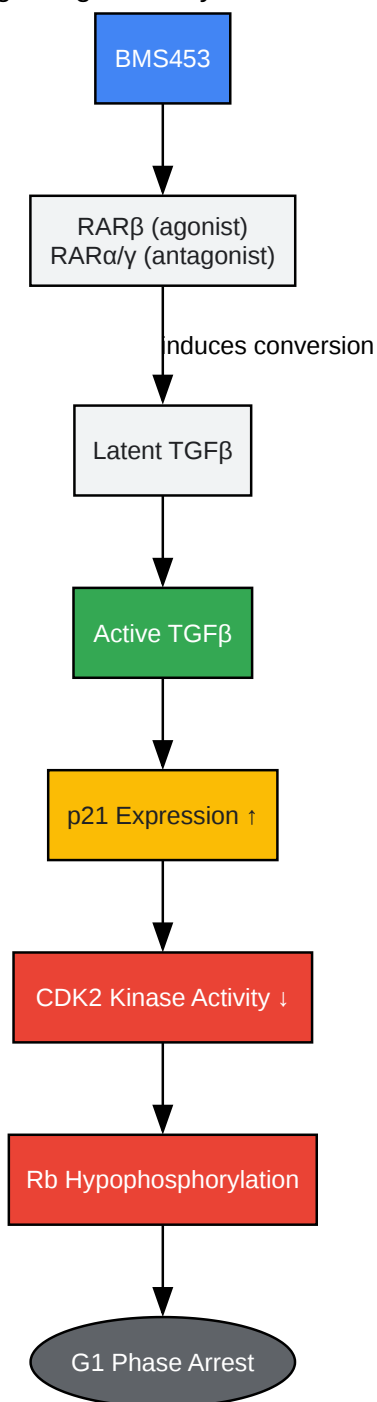 BMS453
RARβ (agonist)
RARα/γ (antagonist)
induces conversion
Latent TGFβ
Active TGFβ
p21 Expression ↑
CDK2 Kinase Activity ↓
Rb Hypophosphorylation
G1 Phase Arrest